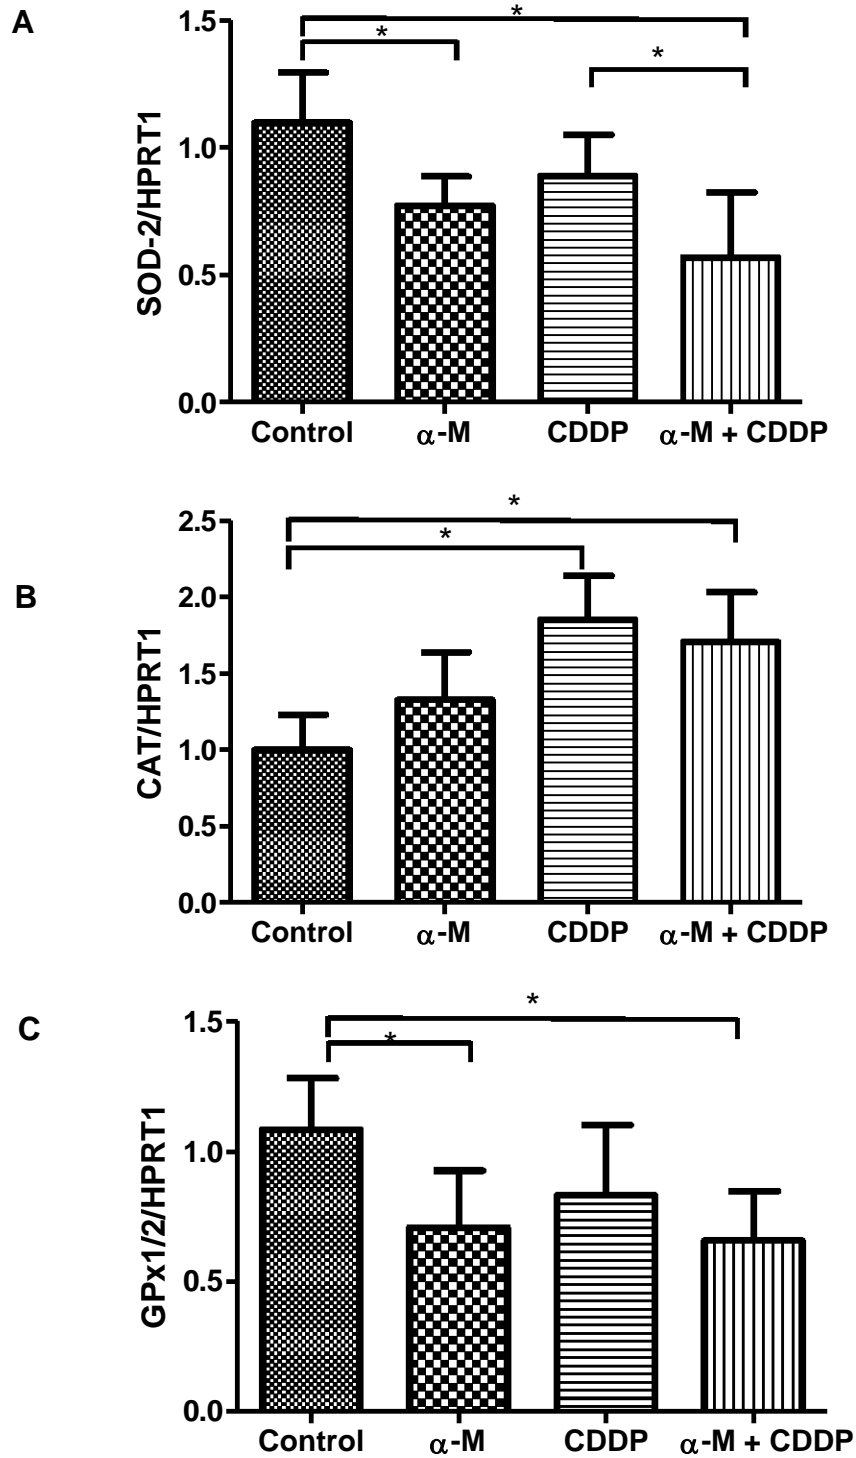 A
SOD-2/HPRT1
1.5
1.0
0.5
0.0
* * *
Control α-M CDDP α-M + CDDP
B
CAT/HPRT1
2.5
2.0
1.5
1.0
0.5
0.0
* *
Control α-M CDDP α-M + CDDP
C
GPx1/2/HPRT1
1.5
1.0
0.5
0.0
* *
Control α-M CDDP α-M + CDDP